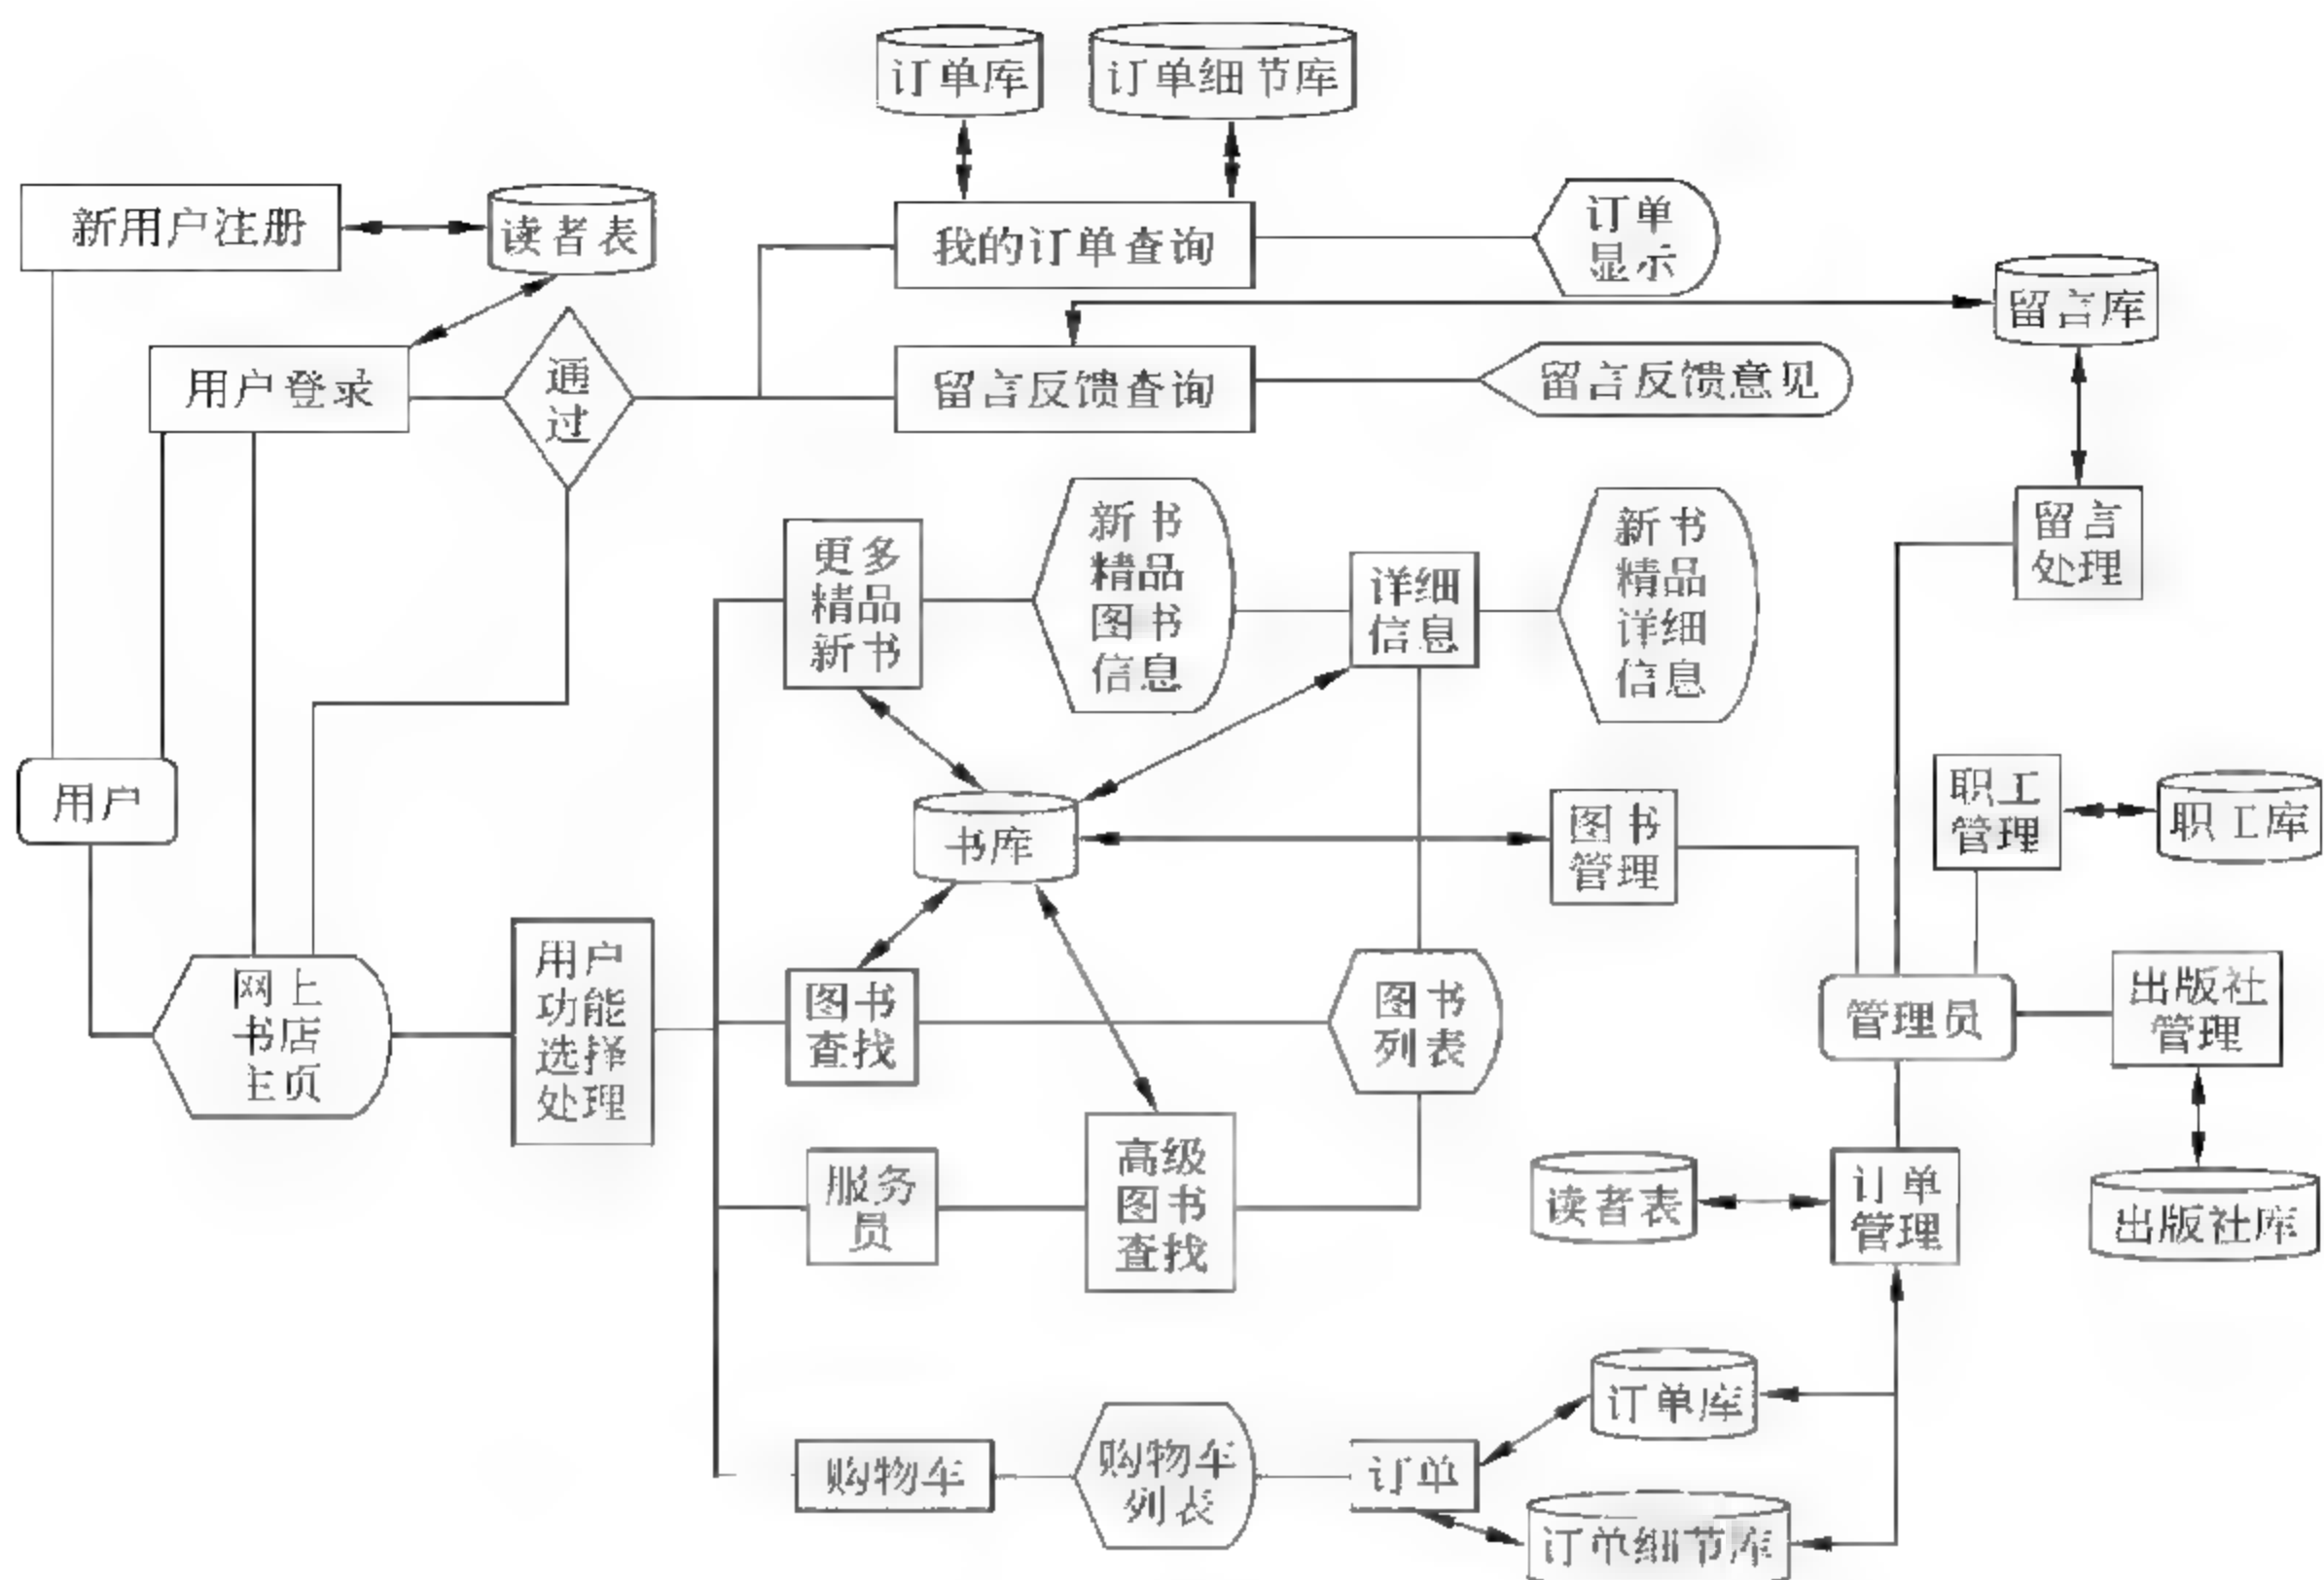 订单库
订单细节库
新用户注册
读者表
我的订单查询
订单
显示
留言库
用户登录
通
过
留言反馈查询
留言反馈意见
更多
精品
新书
新书
精品
图书
信息
详细
信息
新书
精品
详细
信息
留言
处理
用户
书库
图书
管理
职工
管理
职工库
网上
书店
主页
用户
功能
选择
处理
图书
查找
图书
列表
管理员
出版社
管理
服务
员
高级
图书
查找
读者表
订单
管理
出版社库
购物车
购物车
列表
订单
订单库
订单细节库